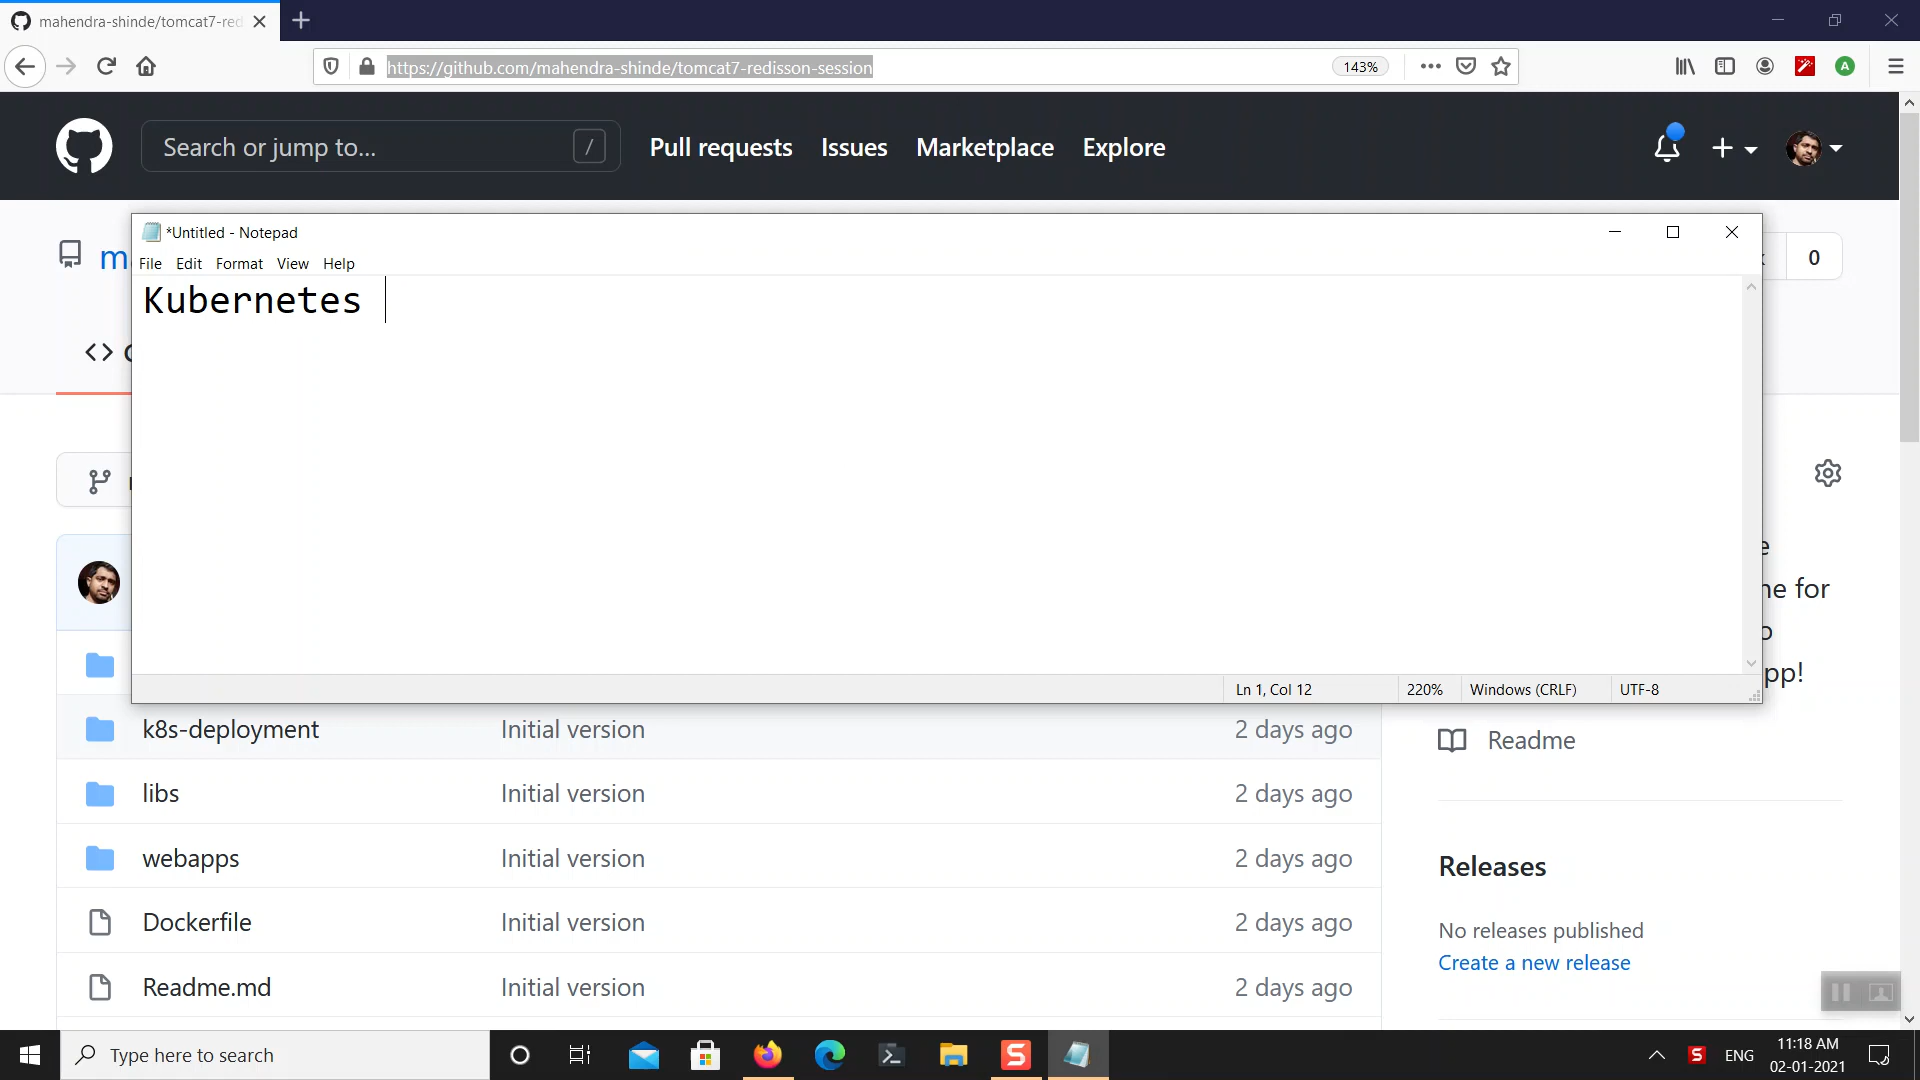 mahendra-shinde/tomcat7-red
https://github.com/mahendra-shinde/tomcat7-redisson-session
143%
A
Search or jump to...
/
Pull requests
Issues
Marketplace
Explore
*Untitled - Notepad
File Edit Format View Help
0
Kubernetes
Ln 1, Col 12
220%
Windows (CRLF)
UTF-8
for
pp!
k8s-deployment Initial version 2 days ago
Readme
libs Initial version 2 days ago
webapps Initial version 2 days ago
Releases
Dockerfile Initial version 2 days ago
No releases published
Create a new release
Readme.md Initial version 2 days ago
Type here to search
S
S
ENG
11:18 AM
02-01-2021